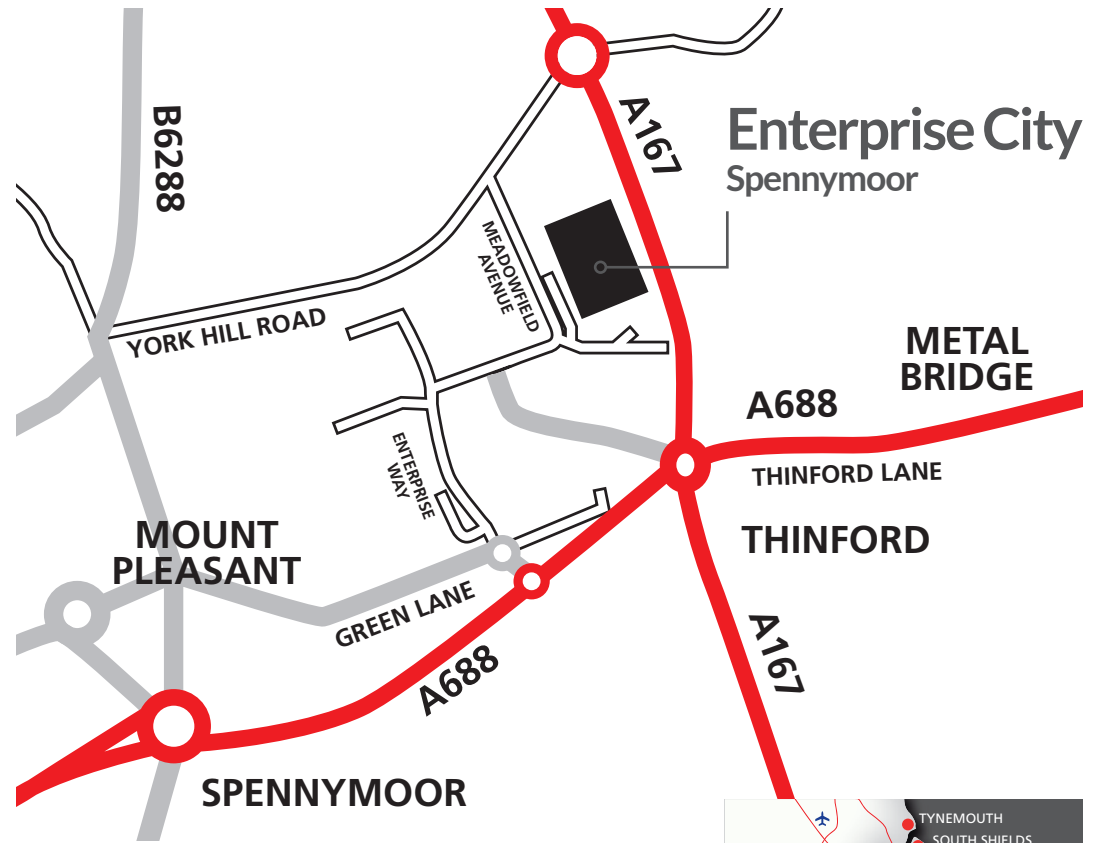 B6288
A167
Enterprise City
Spennymoor
MEADOWFIELD
AVENUE
YORK HILL ROAD
METAL
BRIDGE
A688
THINFORD LANE
ENTERPRISE
WAY
MOUNT
PLEASANT
THINFORD
GREEN LANE
A688
A167
SPENNYMOOR
TYNEMOUTH
SOUTH SHIELDS